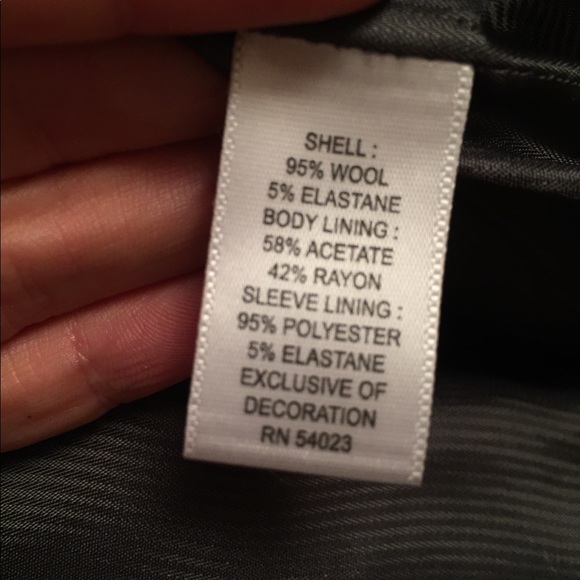 SHELL :
95% WOOL
5% ELASTANE
BODY LINING :
58% ACETATE
42% RAYON
SLEEVE LINING :
95% POLYESTER
5% ELASTANE
EXCLUSIVE OF
DECORATION
RN 54023